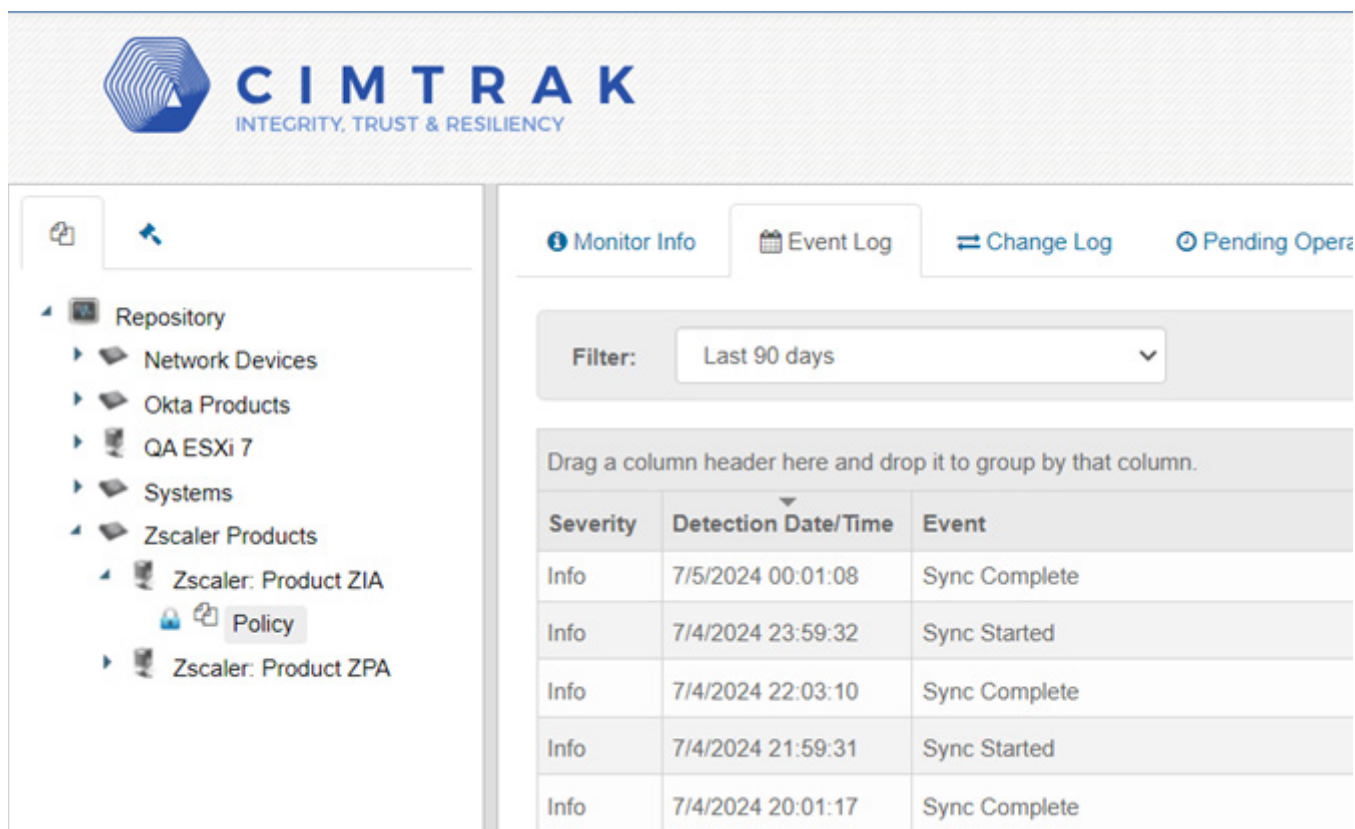 CIMTRAK
INTEGRITY, TRUST & RESILIENCY
Monitor Info Event Log Change Log Pending Opera
Repository
Network Devices
Okta Products
QA ESXi 7
Systems
Zscaler Products
Zscaler: Product ZIA
Policy
Zscaler: Product ZPA
Filter: Last 90 days
Drag a column header here and drop it to group by that column.
Severity Detection Date/Time Event
Info 7/5/2024 00:01:08 Sync Complete
Info 7/4/2024 23:59:32 Sync Started
Info 7/4/2024 22:03:10 Sync Complete
Info 7/4/2024 21:59:31 Sync Started
Info 7/4/2024 20:01:17 Sync Complete